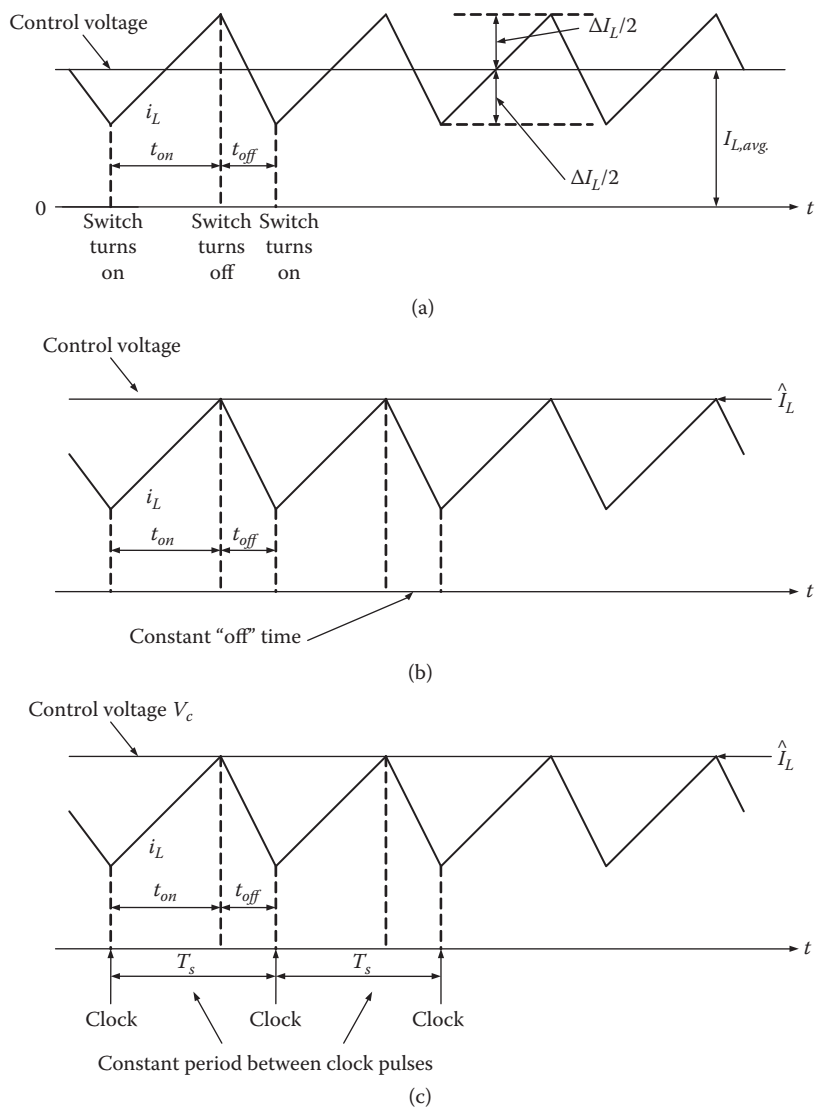 Control voltage
ΔI_L/2
i_L
t_on
t_off
I_L,avg.
ΔI_L/2
0
t
Switch turns on
Switch turns off
Switch turns on
(a)
Control voltage
Î_L
i_L
t_on
t_off
t
Constant “off” time
(b)
Control voltage V_c
Î_L
i_L
t_on
t_off
t
T_s
T_s
Clock
Clock
Clock
Constant period between clock pulses
(c)